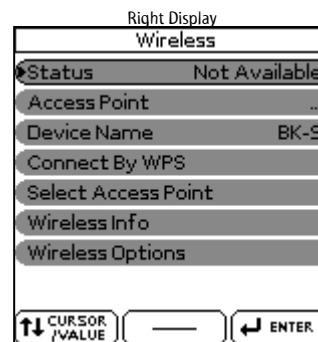 Right Display
Wireless
Status Not Available
Access Point ..
Device Name BK-S
Connect By WPS
Select Access Point
Wireless Info
Wireless Options
CURSOR
/VALUE
ENTER